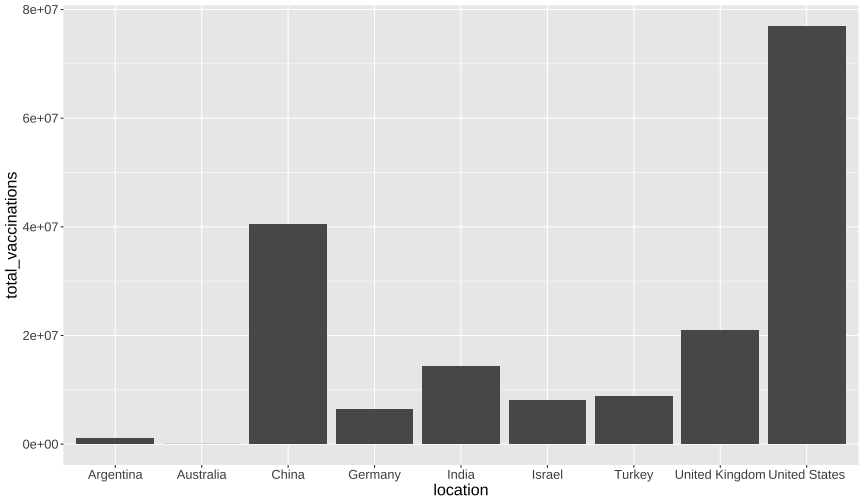 total_vaccinations
8e+07
6e+07
4e+07
2e+07
0e+00
Argentina Australia China Germany India Israel Turkey United Kingdom United States
location